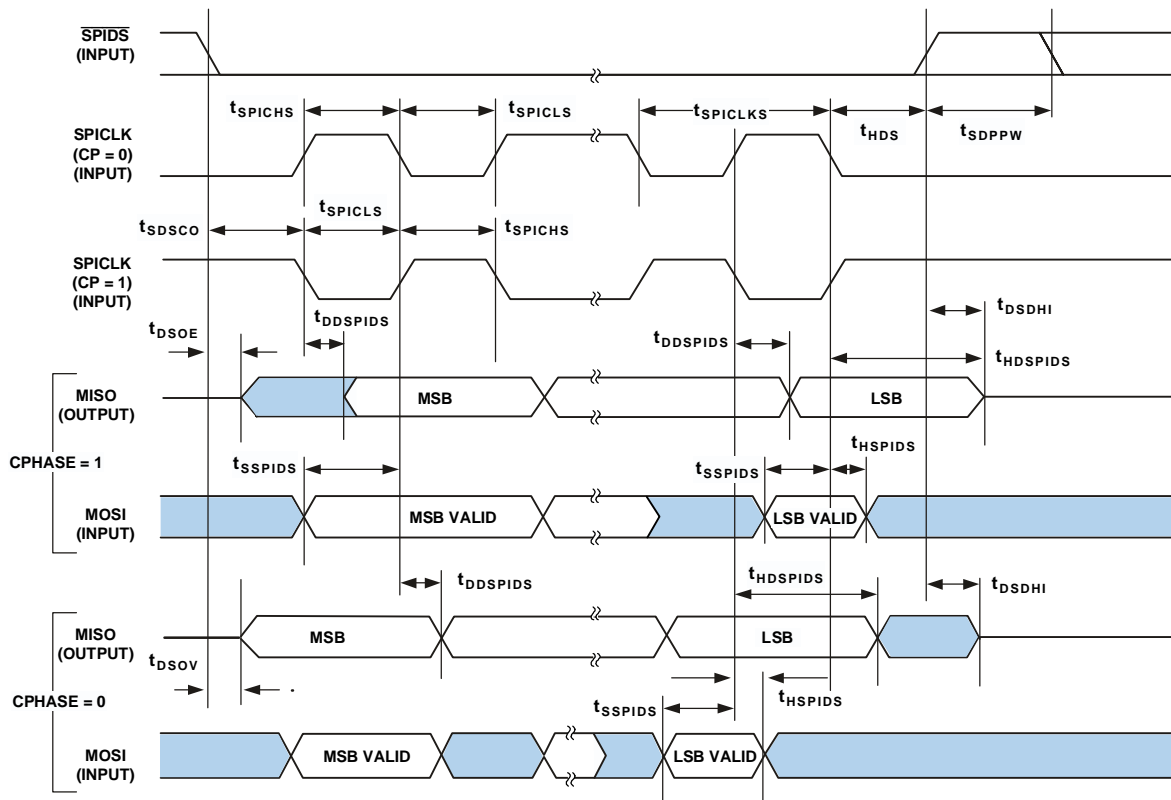 SPIDS
(INPUT)
tSPICHS
tSPICLS
tSPICLKS
tHDS
tSDPPW
SPICLK
(CP = 0)
(INPUT)
tSDSCO
tSPICLS
tSPICHS
SPICLK
(CP = 1)
(INPUT)
tDSOE
tDDSPIDS
tDDSPIDS
tDSDHI
tHDSPIDS
MISO
(OUTPUT)
MSB
LSB
CPHASE = 1
tSSPIDS
tSSPIDS
tHSPIDS
MOSI
(INPUT)
MSB VALID
LSB VALID
tDDSPIDS
tHDSPIDS
tDSDHI
MISO
(OUTPUT)
MSB
LSB
tDSOV
CPHASE = 0
tSSPIDS
tHSPIDS
MOSI
(INPUT)
MSB VALID
LSB VALID